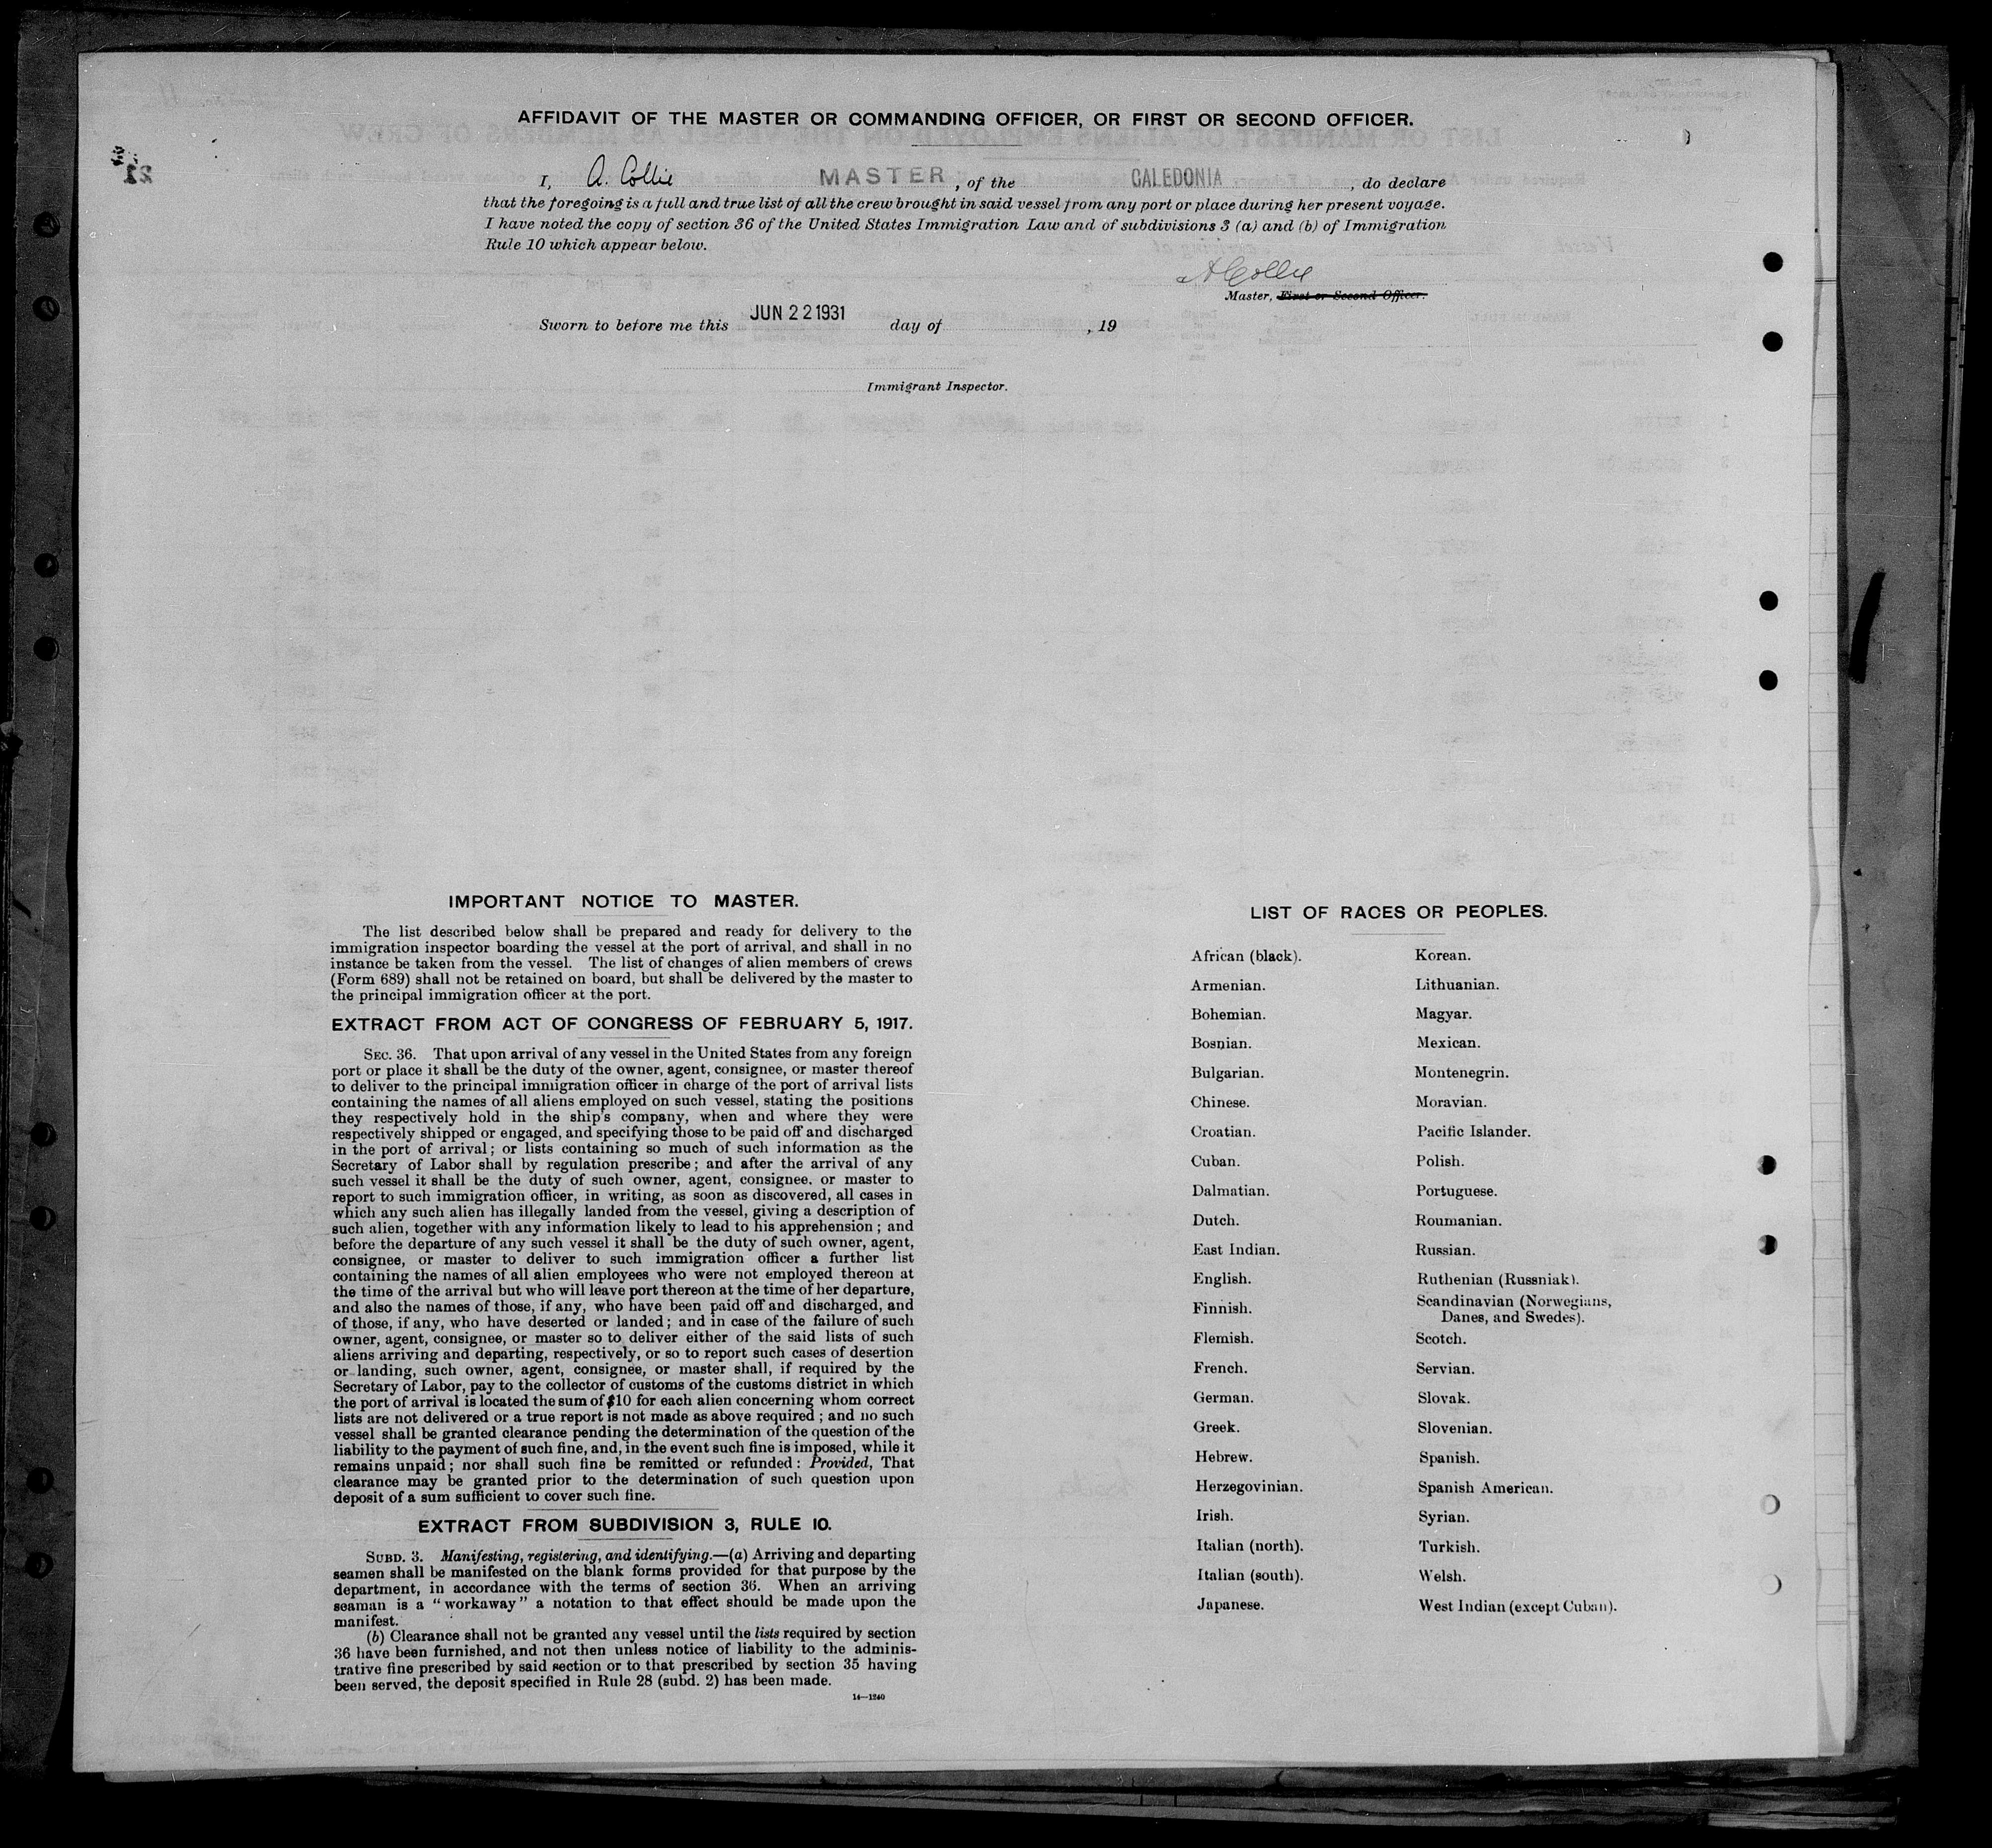 AFFIDAVIT OF THE MASTER OR COMMANDING OFFICER, OR FIRST OR SECOND OFFICER.
I, A. Collie MASTER, of the CALEDONIA, do declare
that the foregoing is a full and true list of all the crew brought in said vessel from any port or place during her present voyage.
I have noted the copy of section 36 of the United States Immigration Law and of subdivisions 3 (a) and (b) of Immigration
Rule 10 which appear below.
A Collie
Master, First or Second Officer.
Sworn to before me this JUN 22 1931 day of , 19
Immigrant Inspector.
IMPORTANT NOTICE TO MASTER.
The list described below shall be prepared and ready for delivery to the
immigration inspector boarding the vessel at the port of arrival, and shall in no
instance be taken from the vessel. The list of changes of alien members of crews
(Form 689) shall not be retained on board, but shall be delivered by the master to
the principal immigration officer at the port.
EXTRACT FROM ACT OF CONGRESS OF FEBRUARY 5, 1917.
SEC. 36. That upon arrival of any vessel in the United States from any foreign
port or place it shall be the duty of the owner, agent, consignee, or master thereof
to deliver to the principal immigration officer in charge of the port of arrival lists
containing the names of all aliens employed on such vessel, stating the positions
they respectively hold in the ship's company, when and where they were
respectively shipped or engaged, and specifying those to be paid off and discharged
in the port of arrival; or lists containing so much of such information as the
Secretary of Labor shall by regulation prescribe; and after the arrival of any
such vessel it shall be the duty of such owner, agent, consignee, or master to
report to such immigration officer, in writing, as soon as discovered, all cases in
which any such alien has illegally landed from the vessel, giving a description of
such alien, together with any information likely to lead to his apprehension; and
before the departure of any such vessel it shall be the duty of such owner, agent,
consignee, or master to deliver to such immigration officer a further list
containing the names of all alien employees who were not employed thereon at
the time of the arrival but who will leave port thereon at the time of her departure,
and also the names of those, if any, who have been paid off and discharged, and
of those, if any, who have deserted or landed; and in case of the failure of such
owner, agent, consignee, or master so to deliver either of the said lists of such
aliens arriving and departing, respectively, or so to report such cases of desertion
or landing, such owner, agent, consignee, or master shall, if required by the
Secretary of Labor, pay to the collector of customs of the customs district in which
the port of arrival is located the sum of $10 for each alien concerning whom correct
lists are not delivered or a true report is not made as above required; and no such
vessel shall be granted clearance pending the determination of the question of the
liability to the payment of such fine, and, in the event such fine is imposed, while it
remains unpaid; nor shall such fine be remitted or refunded: Provided, That
clearance may be granted prior to the determination of such question upon
deposit of a sum sufficient to cover such fine.
EXTRACT FROM SUBDIVISION 3, RULE 10.
SUBD. 3. Manifesting, registering, and identifying.—(a) Arriving and departing
seamen shall be manifested on the blank forms provided for that purpose by the
department, in accordance with the terms of section 36. When an arriving
seaman is a "workaway" a notation to that effect should be made upon the
manifest.
(b) Clearance shall not be granted any vessel until the lists required by section
36 have been furnished, and not then unless notice of liability to the adminis-
trative fine prescribed by said section or to that prescribed by section 35 having
been served, the deposit specified in Rule 28 (subd. 2) has been made.
14—1240
LIST OF RACES OR PEOPLES.
African (black).
Armenian.
Bohemian.
Bosnian.
Bulgarian.
Chinese.
Croatian.
Cuban.
Dalmatian.
Dutch.
East Indian.
English.
Finnish.
Flemish.
French.
German.
Greek.
Hebrew.
Herzegovinian.
Irish.
Italian (north).
Italian (south).
Japanese.
Korean.
Lithuanian.
Magyar.
Mexican.
Montenegrin.
Moravian.
Pacific Islander.
Polish.
Portuguese.
Roumanian.
Russian.
Ruthenian (Russniak).
Scandinavian (Norwegians,
Danes, and Swedes).
Scotch.
Servian.
Slovak.
Slovenian.
Spanish.
Spanish American.
Syrian.
Turkish.
Welsh.
West Indian (except Cuban).